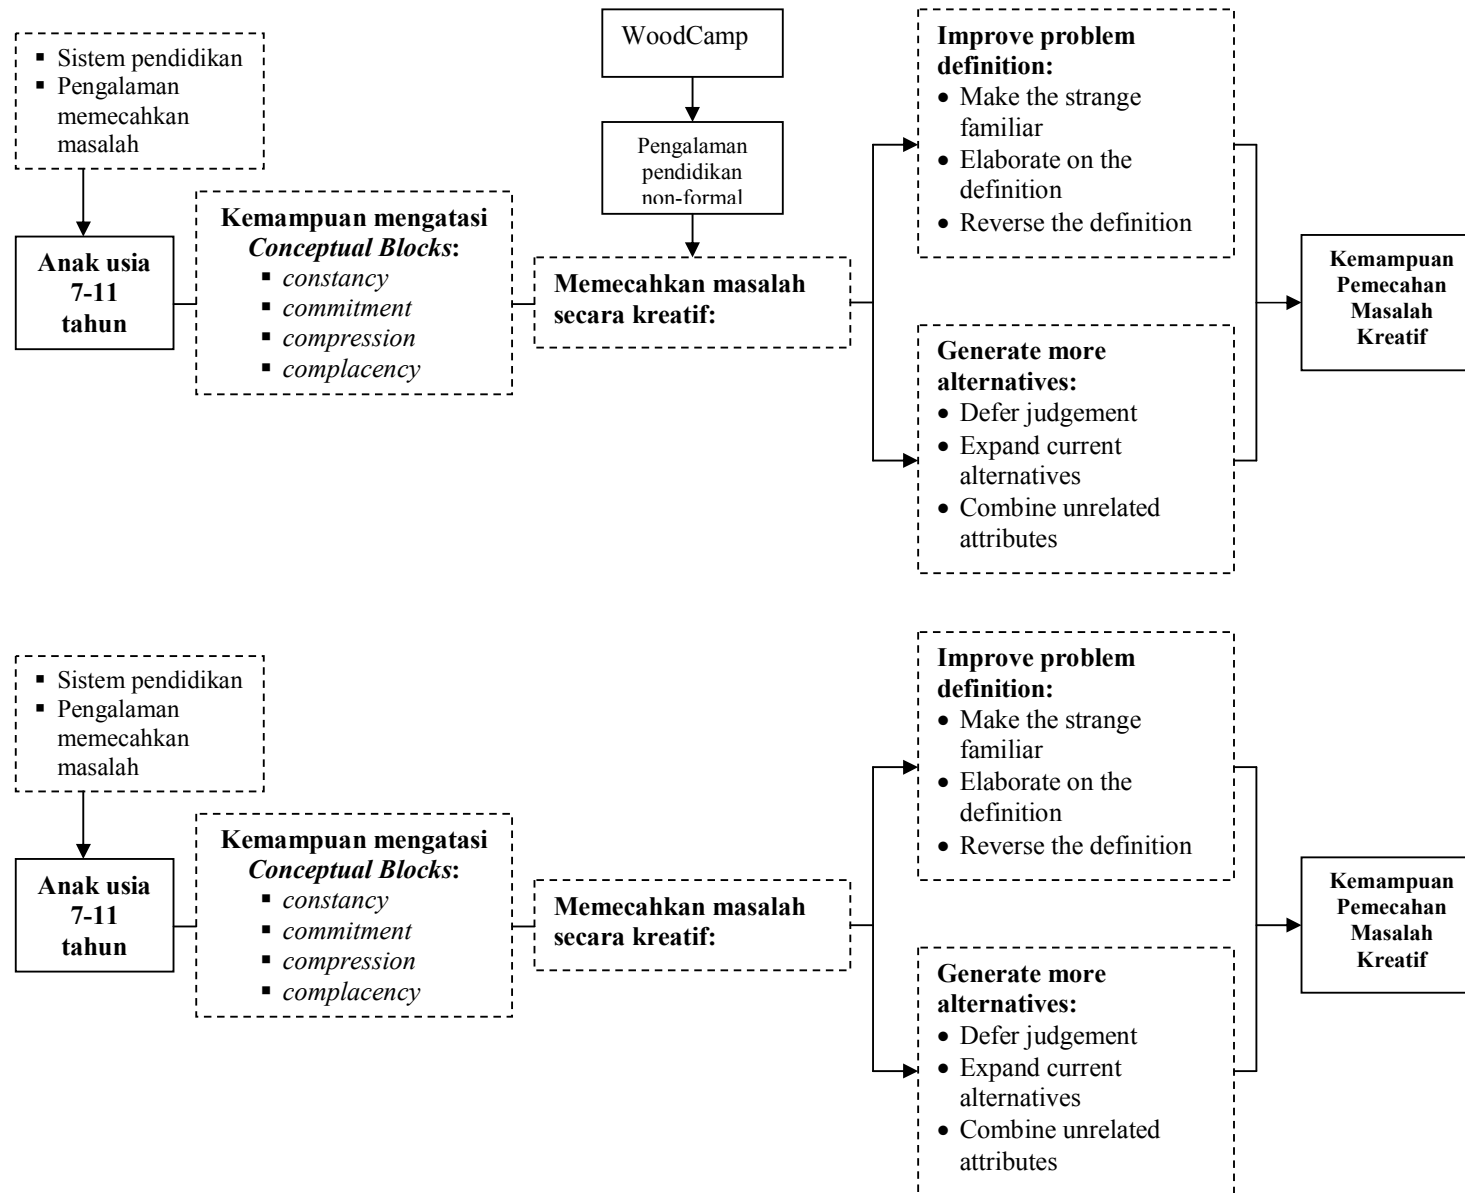 ▪ Sistem pendidikan
▪ Pengalaman
memecahkan
masalah
Anak usia
7-11
tahun
Kemampuan mengatasi
Conceptual Blocks:
▪ constancy
▪ commitment
▪ compression
▪ complacency
WoodCamp
Pengalaman
pendidikan
non-formal
Memecahkan masalah
secara kreatif:
Improve problem
definition:
• Make the strange
familiar
• Elaborate on the
definition
• Reverse the definition
Generate more
alternatives:
• Defer judgement
• Expand current
alternatives
• Combine unrelated
attributes
Kemampuan
Pemecahan
Masalah
Kreatif
▪ Sistem pendidikan
▪ Pengalaman
memecahkan
masalah
Anak usia
7-11
tahun
Kemampuan mengatasi
Conceptual Blocks:
▪ constancy
▪ commitment
▪ compression
▪ complacency
Memecahkan masalah
secara kreatif:
Improve problem
definition:
• Make the strange
familiar
• Elaborate on the
definition
• Reverse the definition
Generate more
alternatives:
• Defer judgement
• Expand current
alternatives
• Combine unrelated
attributes
Kemampuan
Pemecahan
Masalah
Kreatif